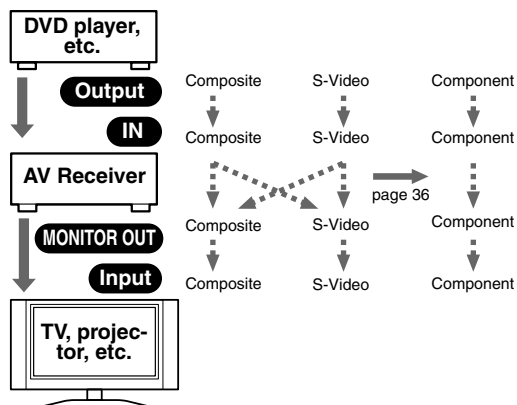 DVD player,
etc.
Output
Composite S-Video Component
IN
Composite S-Video Component
AV Receiver
page 36
MONITOR OUT
Composite S-Video Component
Input
Composite S-Video Component
TV, projec-
tor, etc.